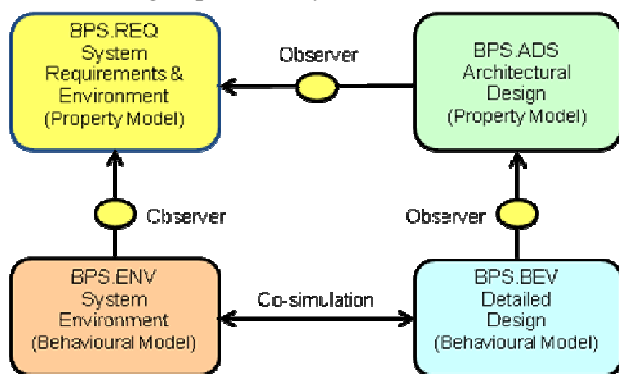 BPS.REQ
System
Requirements &
Environment
(Property Model)
Observer
BPS.ADS
Architectural
Design
(Property Model)
Observer
Observer
BPS.ENV
System
Environment
(Behavioural Model)
Co-simulation
BPS.BEV
Detailed
Design
(Behavioural Model)